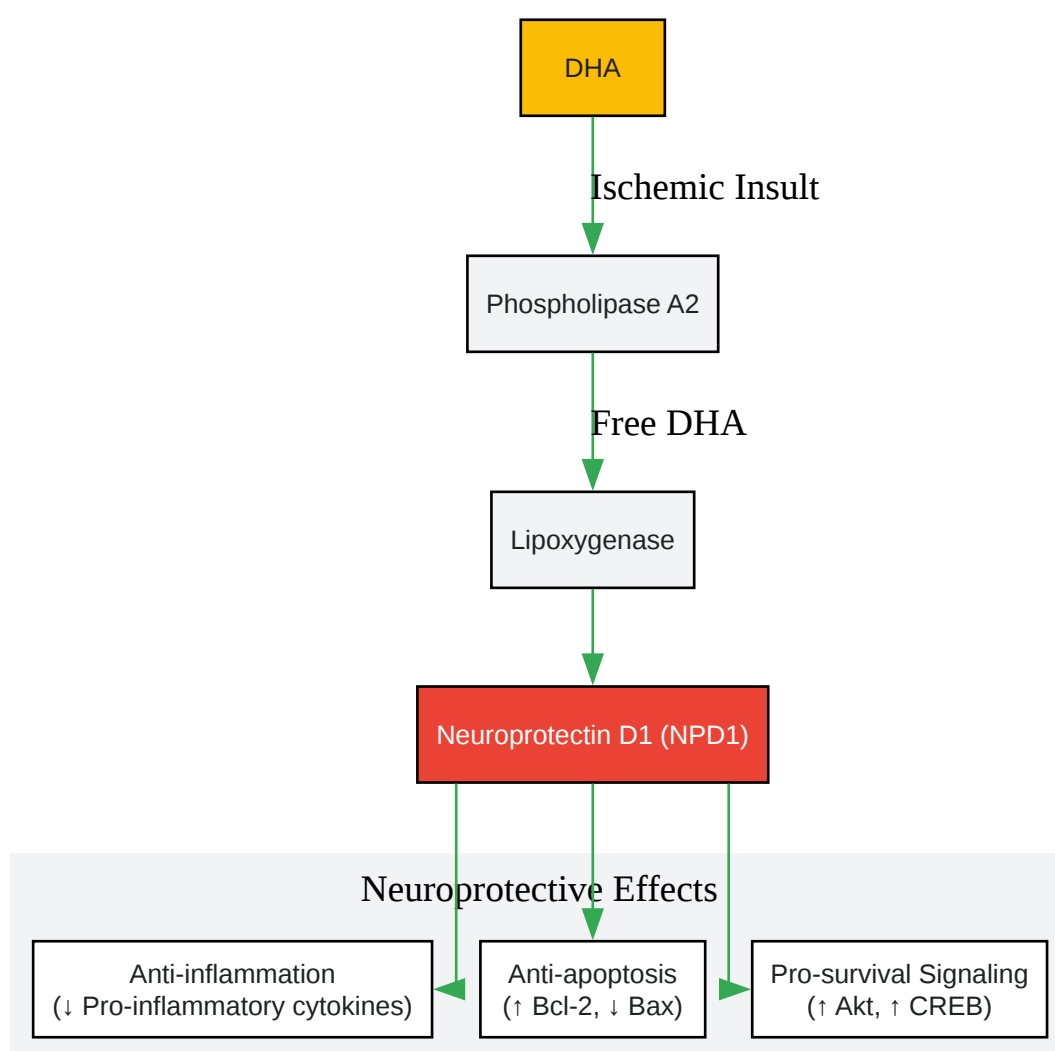 DHA
Ischemic Insult
Phospholipase A2
Free DHA
Lipoxygenase
Neuroprotectin D1 (NPD1)
Neuroprotective Effects
Anti-inflammation
(↓ Pro-inflammatory cytokines)
Anti-apoptosis
(↑ Bcl-2, ↓ Bax)
Pro-survival Signaling
(↑ Akt, ↑ CREB)